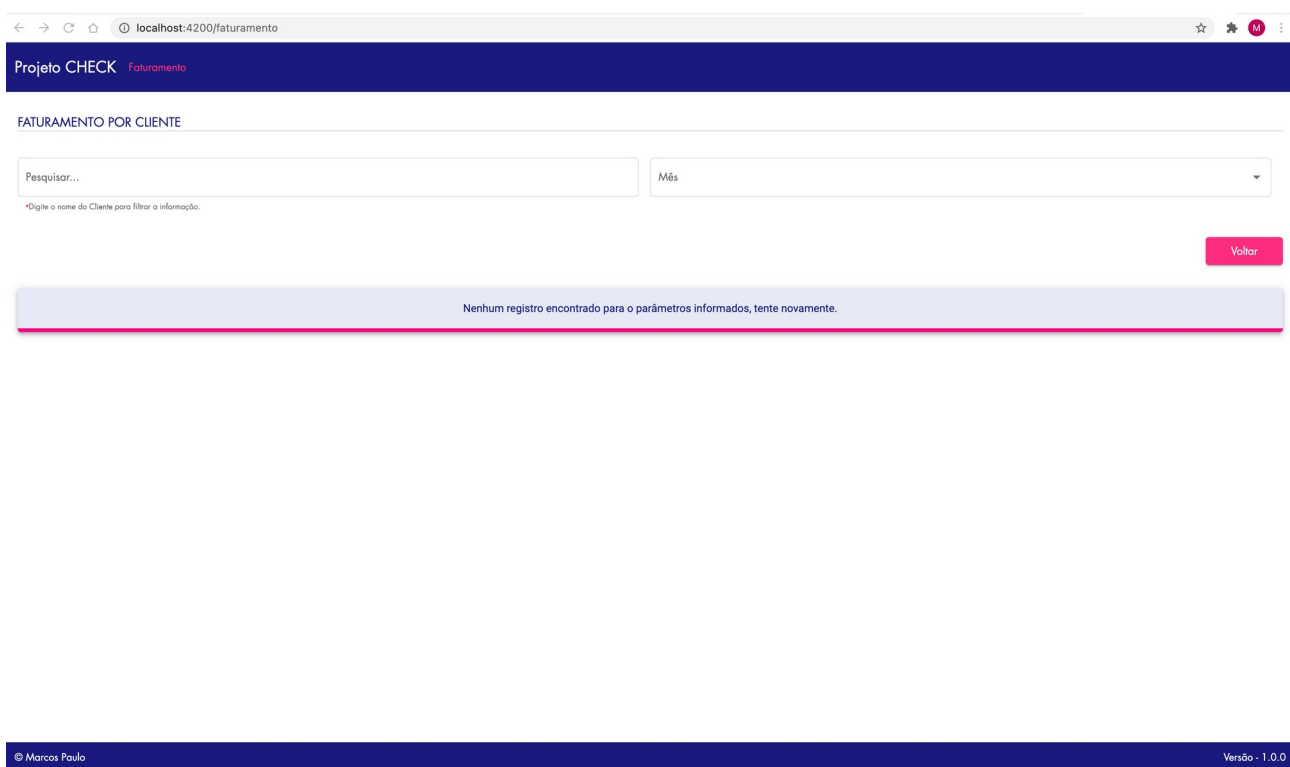 localhost:4200/faturamento
M
Projeto CHECK Faturamento
FATURAMENTO POR CLIENTE
Pesquisar... Mês
*Digite o nome do Cliente para filtrar a informação.
Voltar
Nenhum registro encontrado para o parâmetros informados, tente novamente.
© Marcos Paulo Versão - 1.0.0